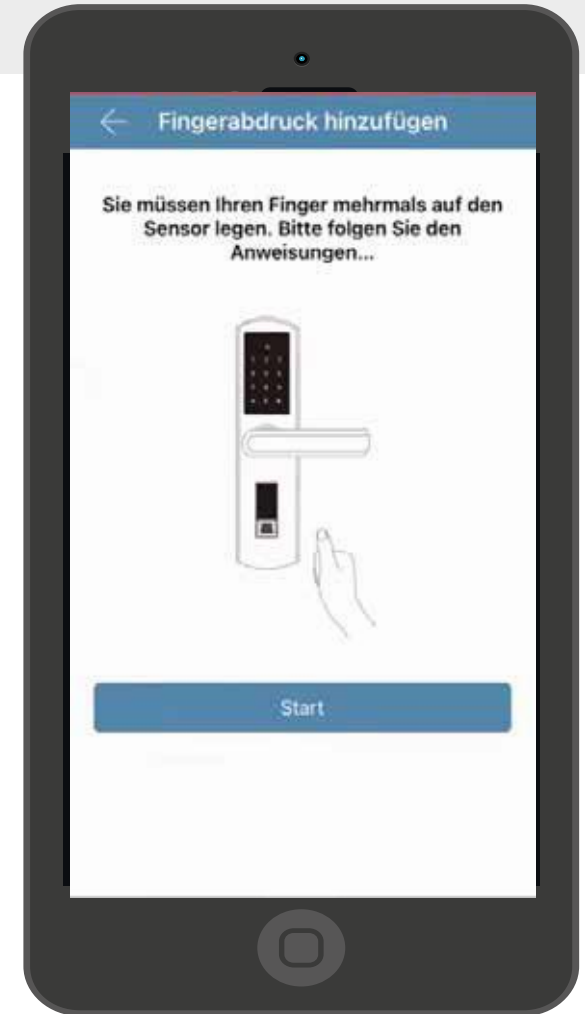 Fingerabdruck hinzufügen
Sie müssen Ihren Finger mehrmals auf den
Sensor legen. Bitte folgen Sie den
Anweisungen...
Start